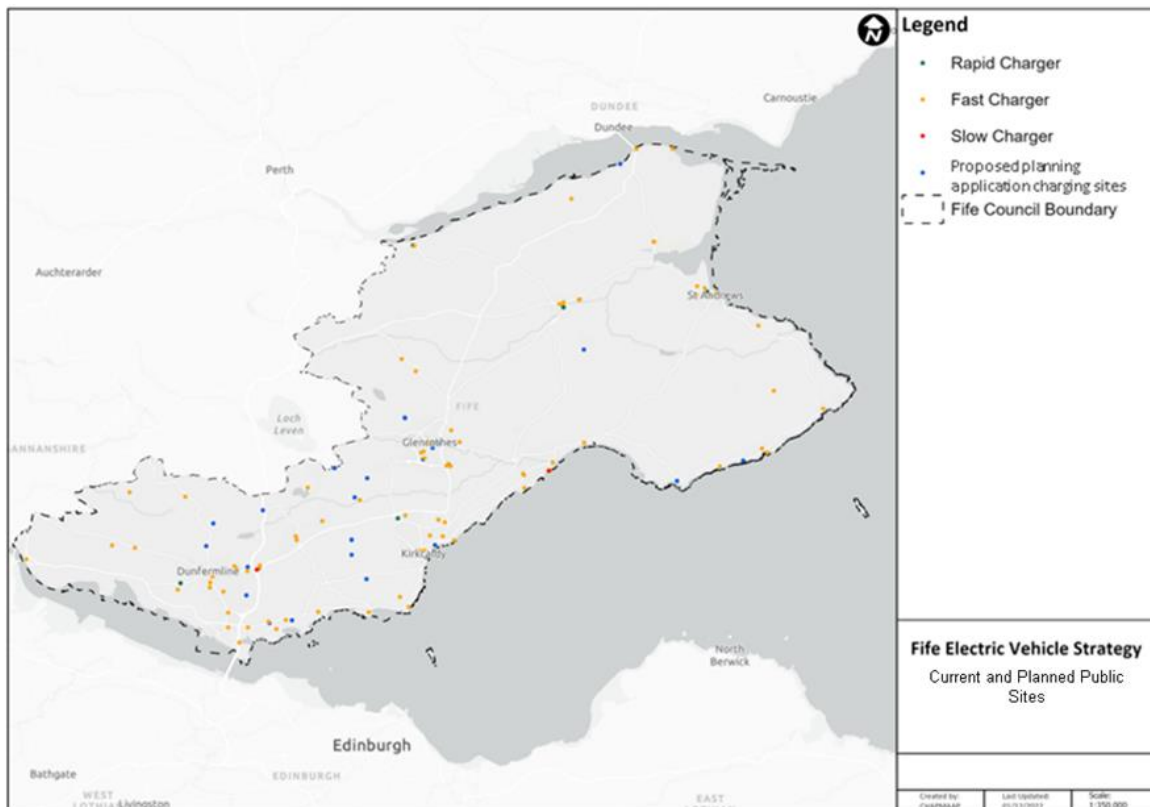 N
Legend
Rapid Charger
Fast Charger
Slow Charger
Proposed planning
application charging sites
Fife Council Boundary
Carnoustie
DUNDEE
Dundee
Perth
Auchterarder
St Andrews
FIFE
Loch
Leven
Glenrothes
ANNANSHIRE
Kirkcaldy
Dunfermline
North
Berwick
Edinburgh
Bathgate
EDINBURGH
WEST
LOTHIAN Livingston
EAST
Fife Electric Vehicle Strategy
Current and Planned Public
Sites
Created by:
Last Updated:
Scale:
1:350,000